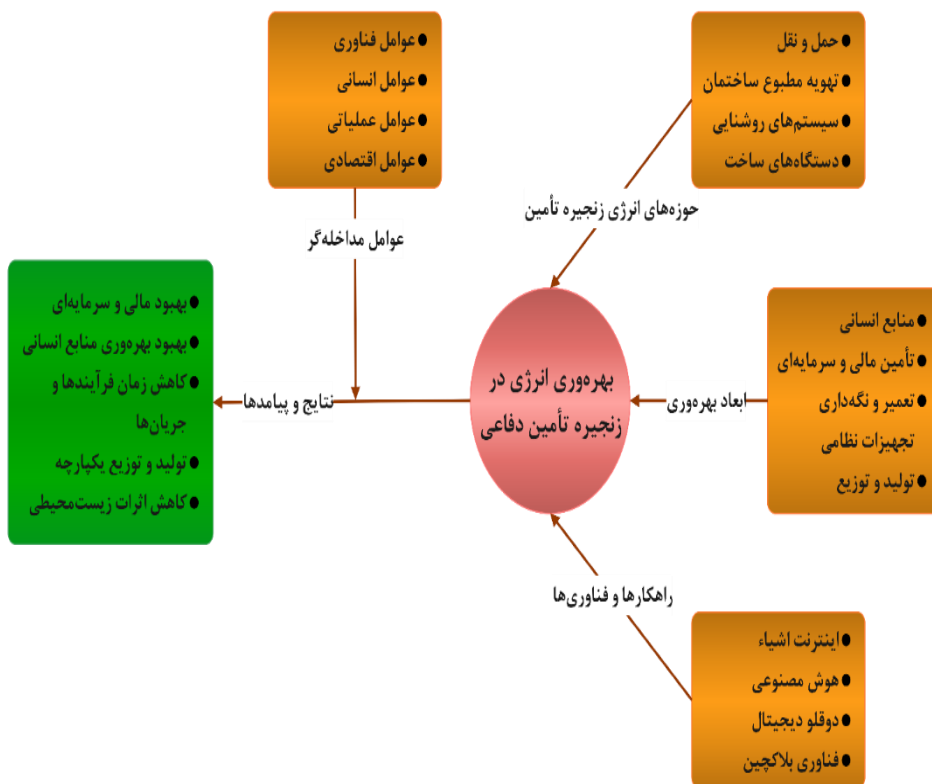 ● حمل و نقل
● تهویه مطبوع ساختمان
● سیستم‌های روشنایی
● دستگاه‌های ساخت
حوزه‌های انرژی زنجیره تأمین
● عوامل فناوری
● عوامل انسانی
● عوامل عملیاتی
● عوامل اقتصادی
عوامل مداخله‌گر
● منابع انسانی
● تأمین مالی و سرمایه‌ای
● تعمیر و نگه‌داری
تجهیزات نظامی
● تولید و توزیع
ابعاد بهره‌وری
بهره‌وری انرژی در
زنجیره تأمین دفاعی
نتایج و پیامدها
● بهبود مالی و سرمایه‌ای
● بهبود بهره‌وری منابع انسانی
● کاهش زمان فرآیندها و
جریان‌ها
● تولید و توزیع یکپارچه
● کاهش اثرات زیست‌محیطی
راهکارها و فناوری‌ها
● اینترنت اشیاء
● هوش مصنوعی
● دوقلو دیجیتال
● فناوری بلاکچین